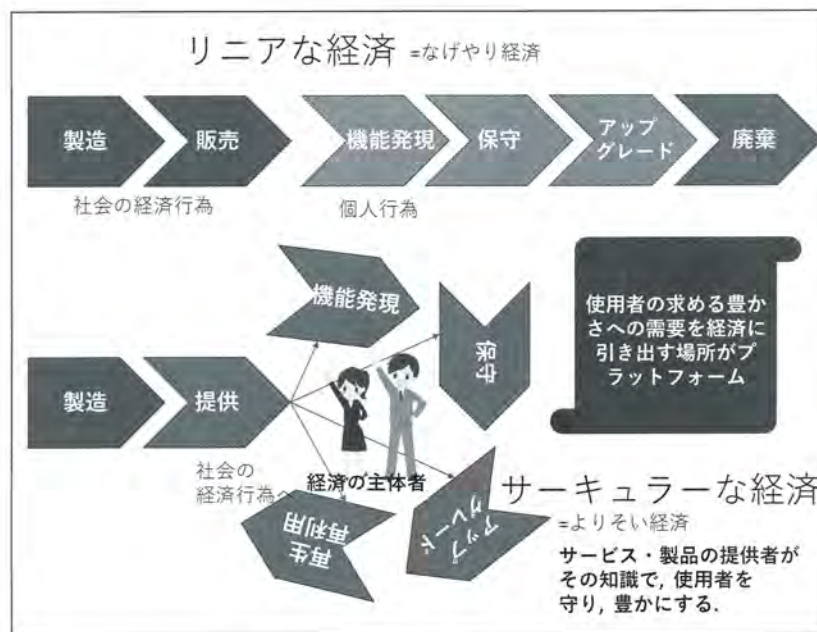 リニアな経済 =なげやり経済
製造
販売
機能発現
保守
アップ
グレード
廃棄
社会の経済行為
個人行為
機能発現
保守
使用者の求める豊か
さへの需要を経済に
引き出す場所がプ
ラットフォーム
製造
提供
社会の
経済行為へ
経済の主体者
再生
再利用
アップ
グレード
サーキュラーな経済
=よりそい経済
サービス・製品の提供者が
その知識で, 使用者を
守り, 豊かにする.